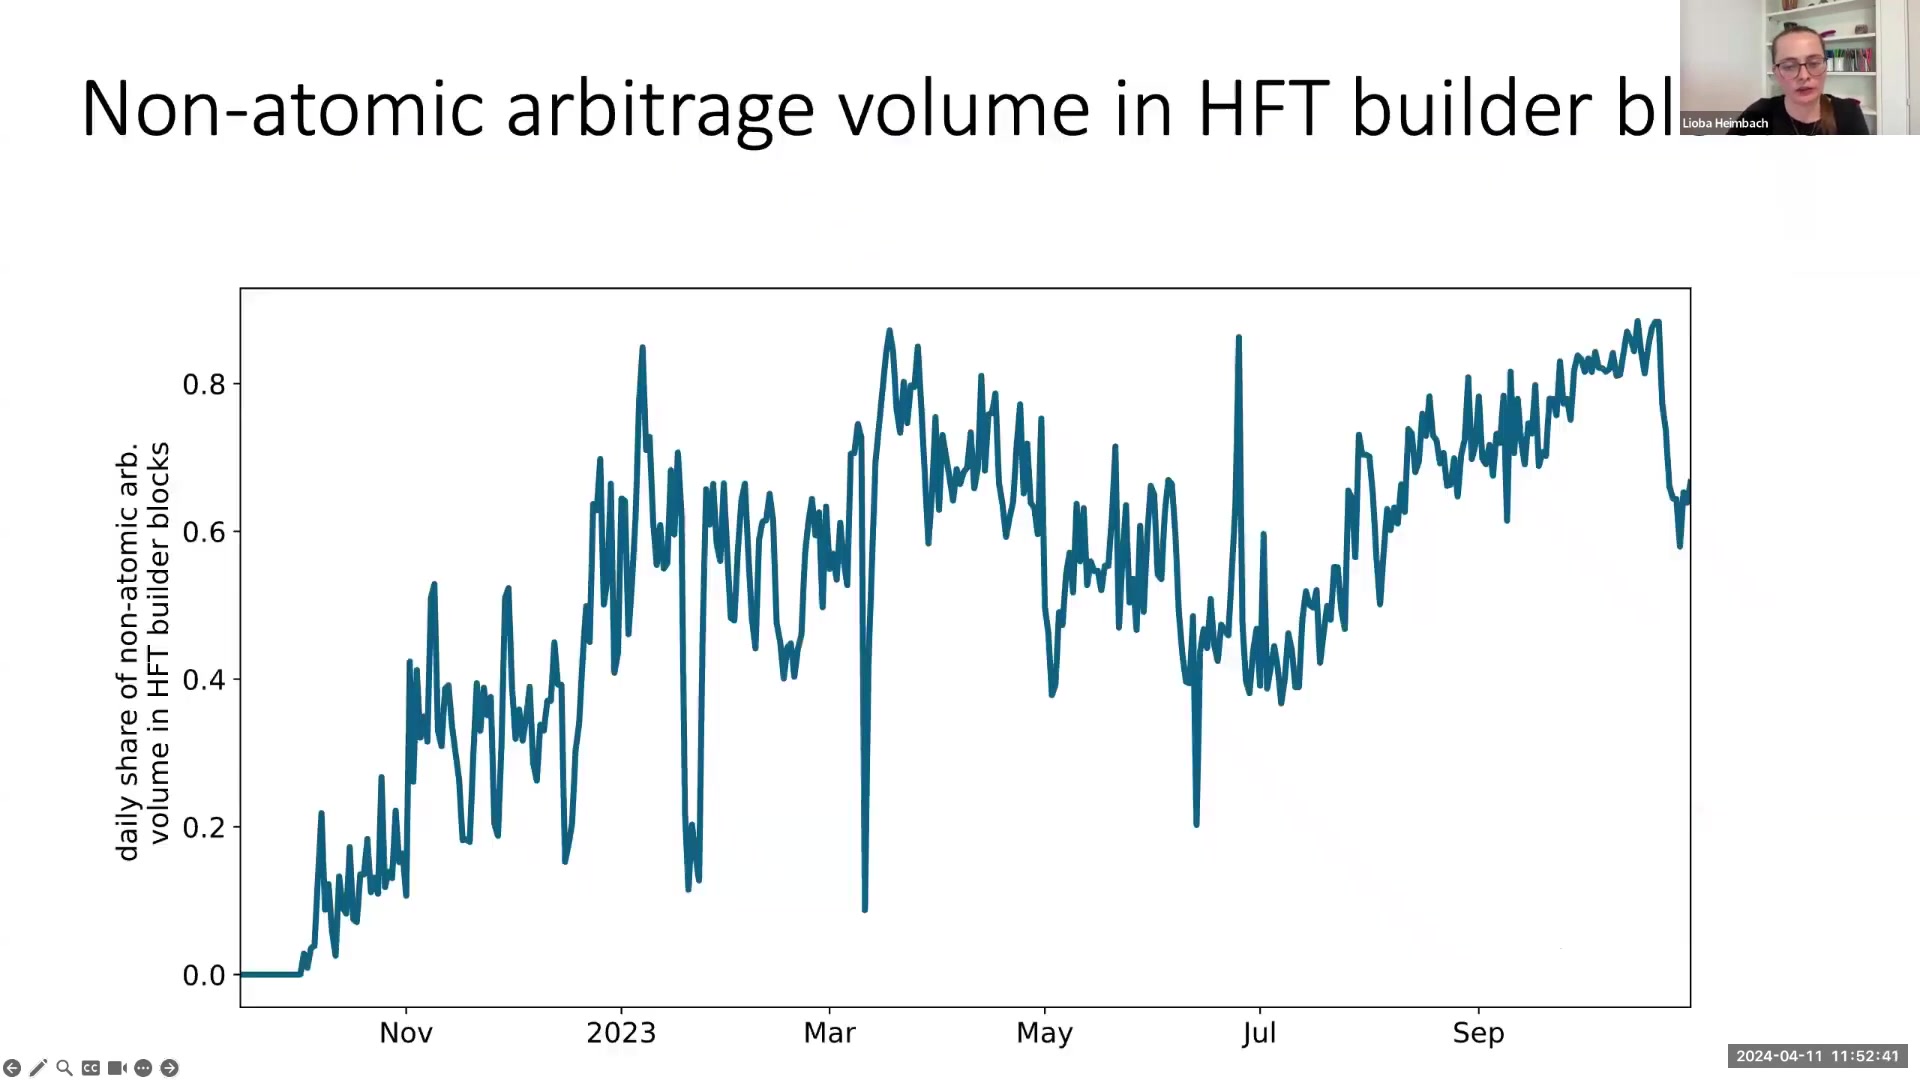 Non-atomic arbitrage volume in HFT builder
Lioba Heimbach
daily share of non-atomic arb.
volume in HFT builder blocks
0.8
0.6
0.4
0.2
0.0
Nov 2023 Mar May Jul Sep
CC
2024-04-11 11:52:41